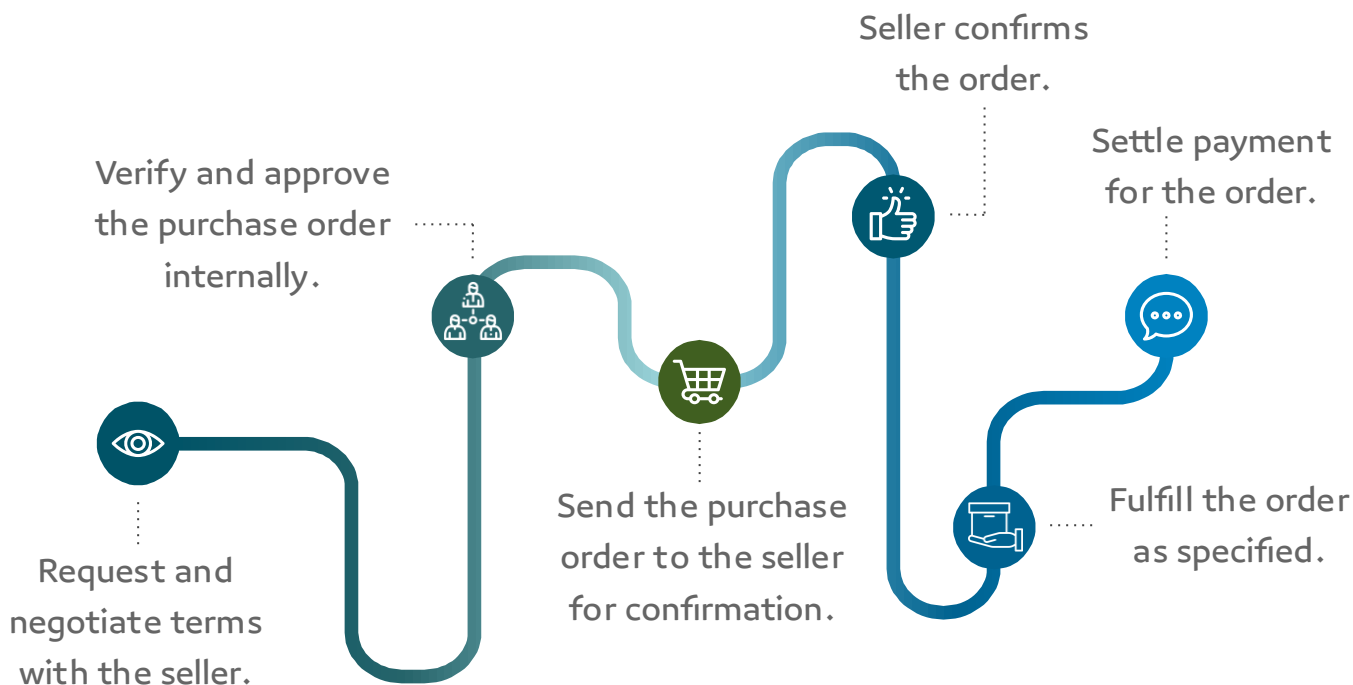 Request and
negotiate terms
with the seller.
Verify and approve
the purchase order
internally.
Send the purchase
order to the seller
for confirmation.
Seller confirms
the order.
Fulfill the order
as specified.
Settle payment
for the order.